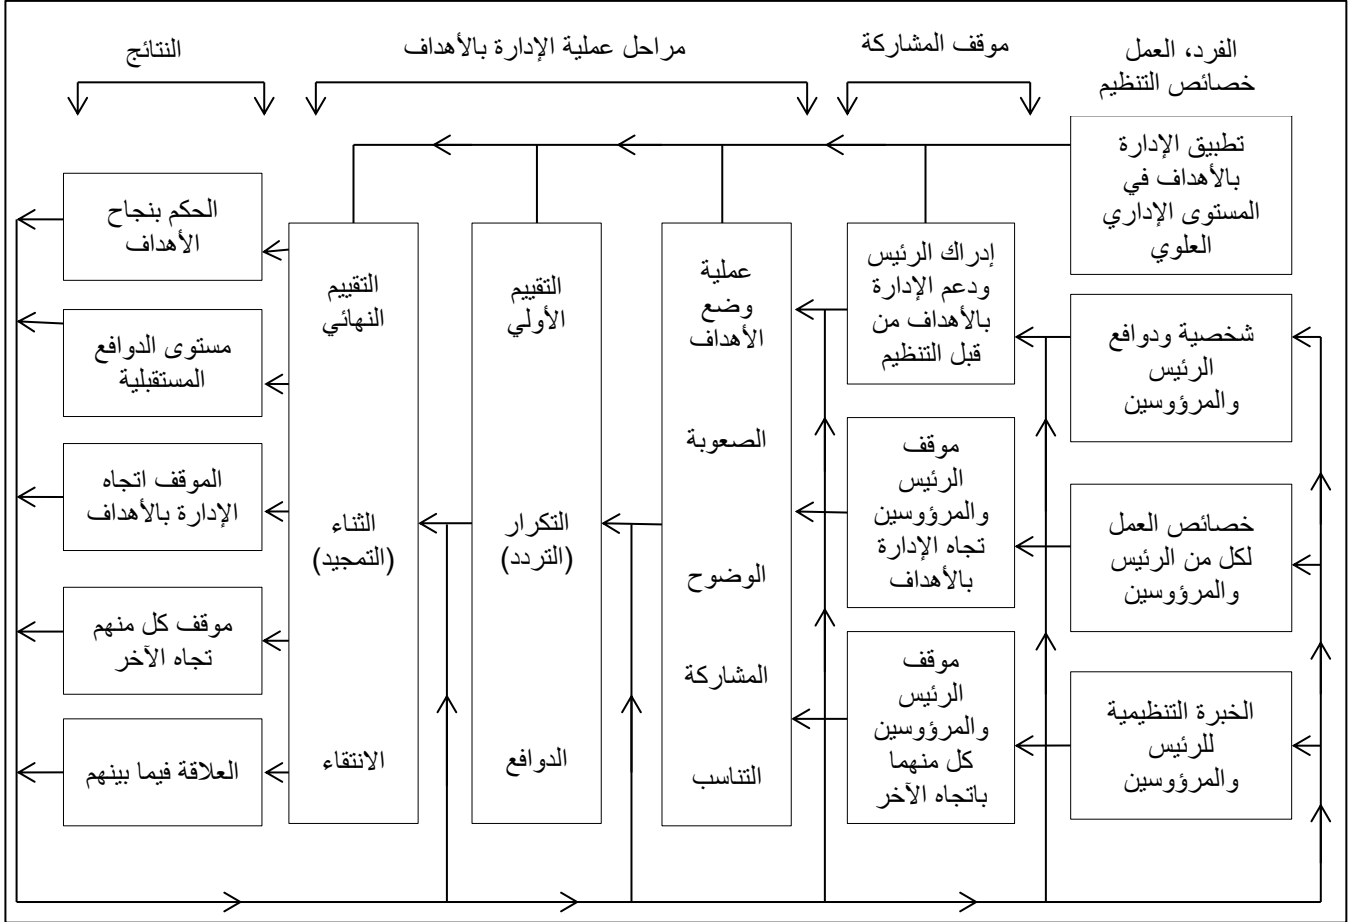 الفرد، العمل
خصائص التنظيم
موقف المشاركة
مراحل عملية الإدارة بالأهداف
النتائج
تطبيق الإدارة
بالأهداف في
المستوى الإداري
العلوي
شخصية ودوافع
الرئيس
والمرؤوسين
خصائص العمل
لكل من الرئيس
والمرؤوسين
الخبرة التنظيمية
للرئيس
والمرؤوسين
إدراك الرئيس
ودعم الإدارة
بالأهداف من
قبل التنظيم
موقف
الرئيس
والمرؤوسين
تجاه الإدارة
بالأهداف
موقف
الرئيس
والمرؤوسين
كل منهما
باتجاه الآخر
عملية
وضع
الأهداف
الصعوبة
الوضوح
المشاركة
التناسب
التقييم
الأولي
التكرار
(التردد)
الدوافع
التقييم
النهائي
الثناء
(التمجيد)
الانتقاء
الحكم بنجاح
الأهداف
مستوى الدوافع
المستقبلية
الموقف اتجاه
الإدارة بالأهداف
موقف كل منهم
تجاه الآخر
العلاقة فيما بينهم